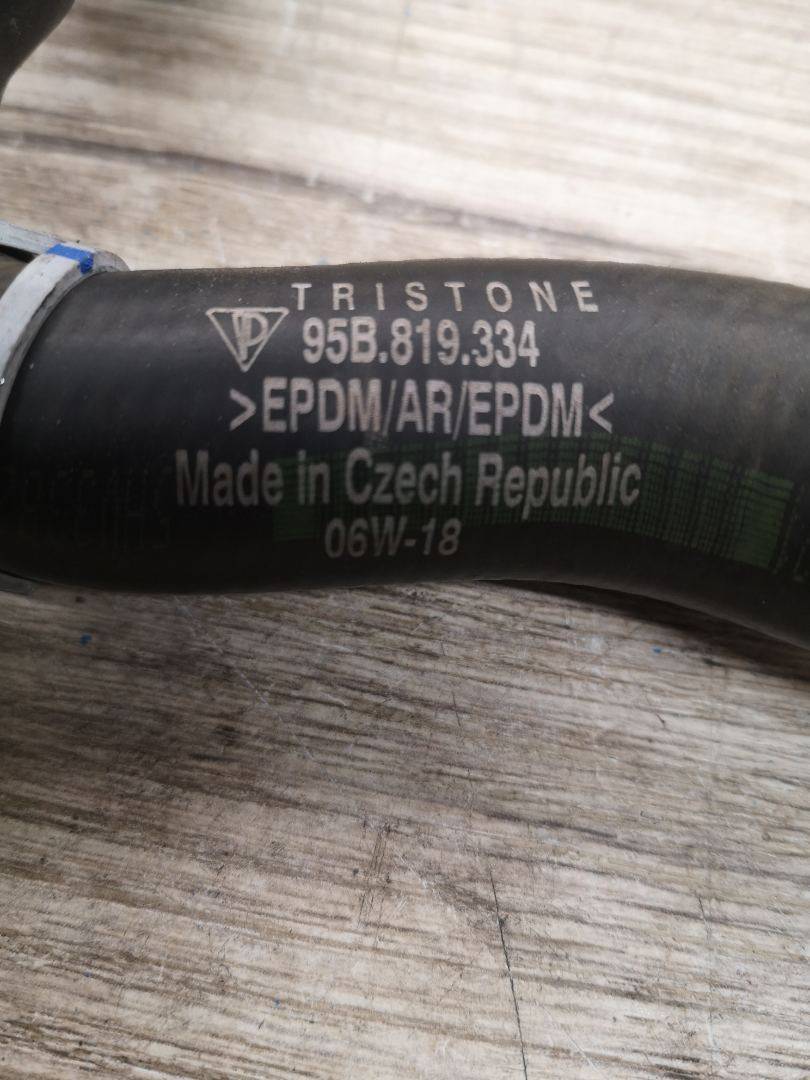 TRISTONE
95B.819.334
>EPDM/AR/EPDM<
Made in Czech Republic
06W-18